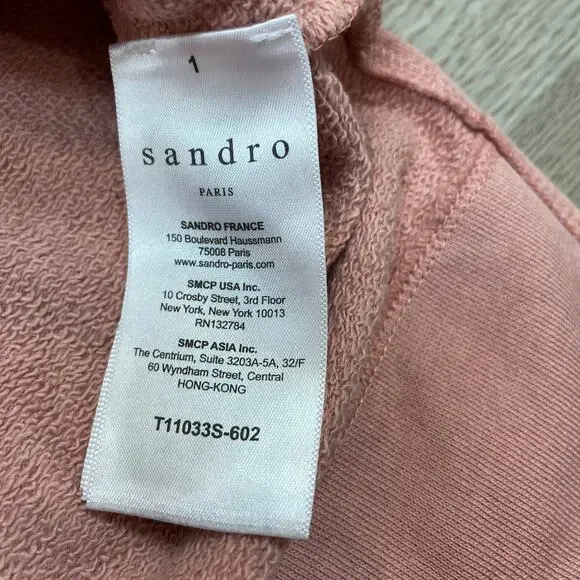 1
sandro
PARIS
SANDRO FRANCE
150 Boulevard Haussmann
75008 Paris
www.sandro-paris.com
SMCP USA Inc.
10 Crosby Street, 3rd Floor
New York, New York 10013
RN132784
SMCP ASIA Inc.
The Centrium, Suite 3203A-5A, 32/F
60 Wyndham Street, Central
HONG-KONG
T11033S-602